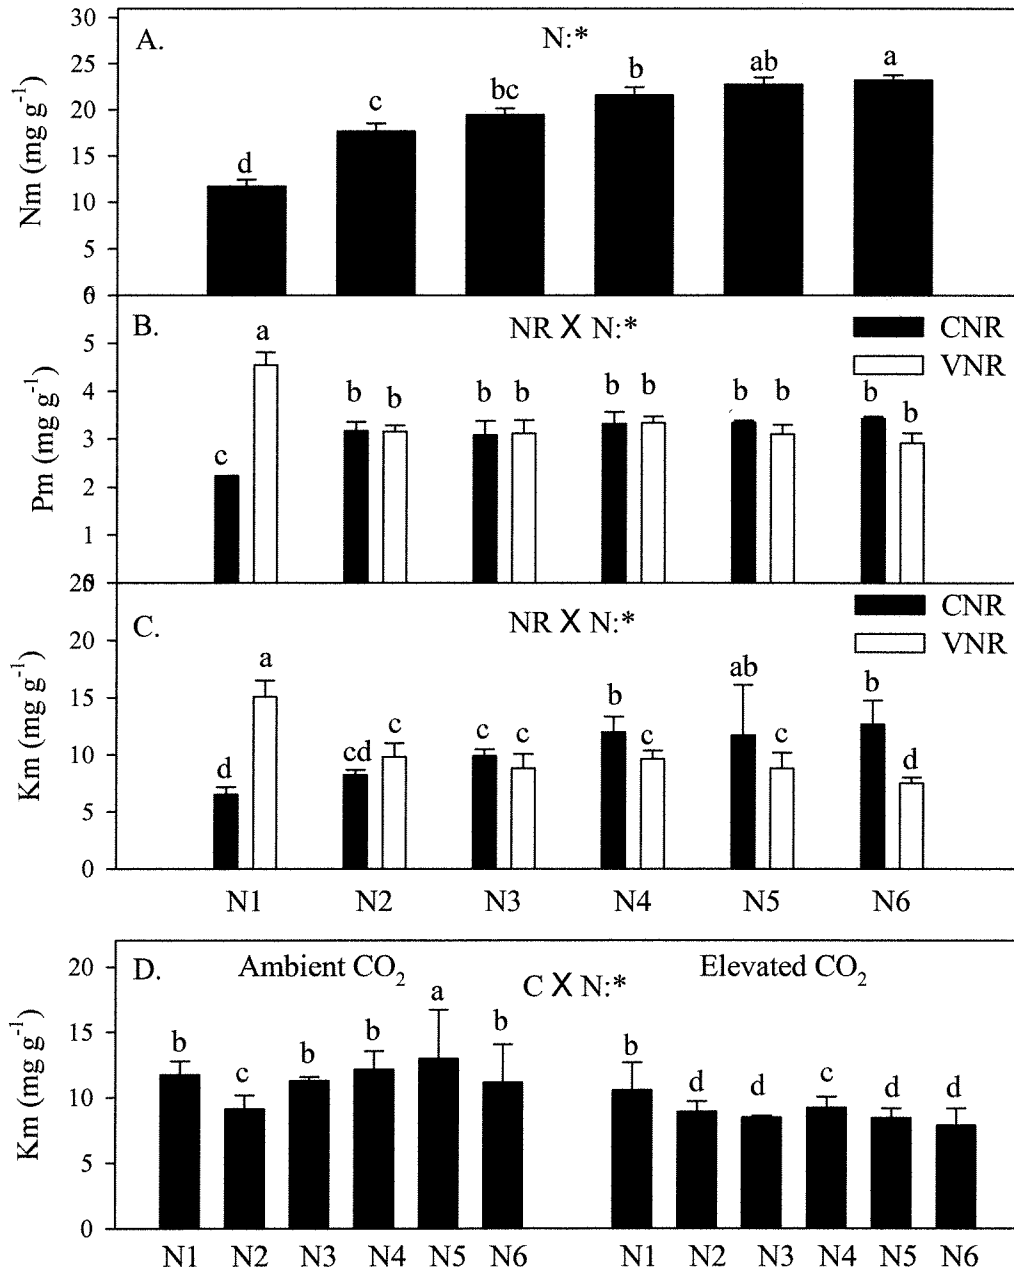 A.
N:*
Nm (mg g-1)
30
25
20
15
10
5
0
d
c
bc
b
ab
a
B.
NR X N:*
CNR
VNR
Pm (mg g-1)
6
5
4
3
2
1
0
c
a
b
b
b
b
b
b
b
b
b
b
C.
NR X N:*
CNR
VNR
Km (mg g-1)
20
15
10
5
0
d
a
cd
c
c
c
b
c
ab
c
b
d
N1 N2 N3 N4 N5 N6
D.
Ambient CO2
C X N:*
Elevated CO2
Km (mg g-1)
20
15
10
5
0
b
c
b
b
a
b
b
d
d
c
d
d
N1 N2 N3 N4 N5 N6 N1 N2 N3 N4 N5 N6